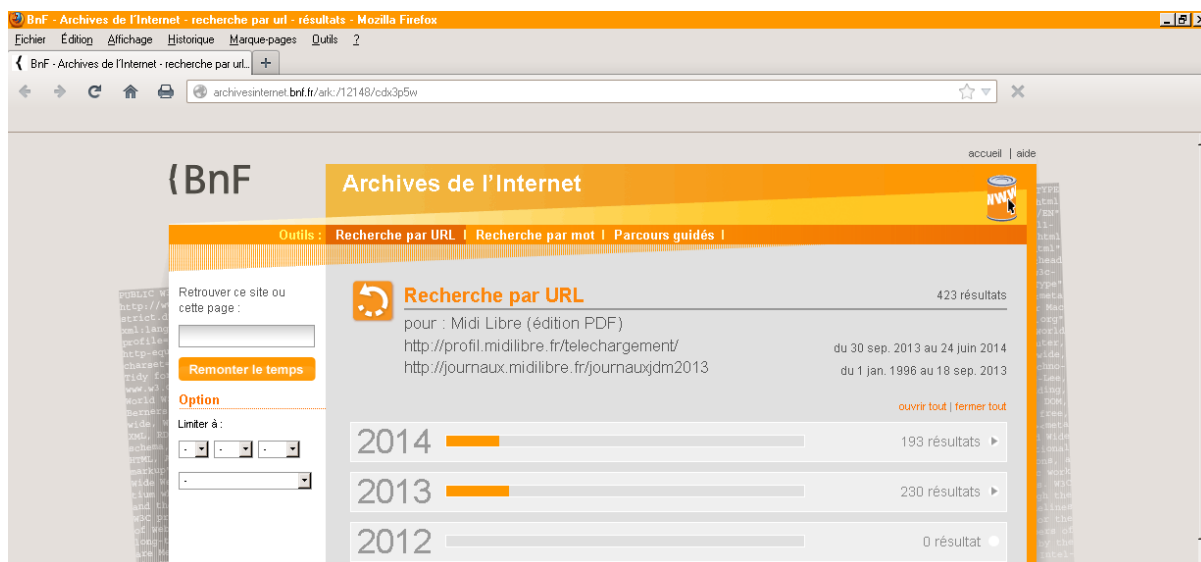 BnF - Archives de l'Internet - recherche par url - résultats - Mozilla Firefox
Fichier Édition Affichage Historique Marque-pages Outils ?
BnF - Archives de l'Internet - recherche par url... +
archivesinternet.bnf.fr/ark:/12148/cdx3p5w
accueil | aide
{BnF
Archives de l'Internet
WWW
Outils : Recherche par URL | Recherche par mot | Parcours guidés |
Retrouver ce site ou
cette page :
Remonter le temps
Option
Limiter à :
- - -
-
Recherche par URL
423 résultats
pour : Midi Libre (édition PDF)
http://profil.midilibre.fr/telechargement/
du 30 sep. 2013 au 24 juin 2014
http://journaux.midilibre.fr/journauxjdm2013
du 1 jan. 1996 au 18 sep. 2013
ouvrir tout | fermer tout
2014 193 résultats
2013 230 résultats
2012 0 résultat